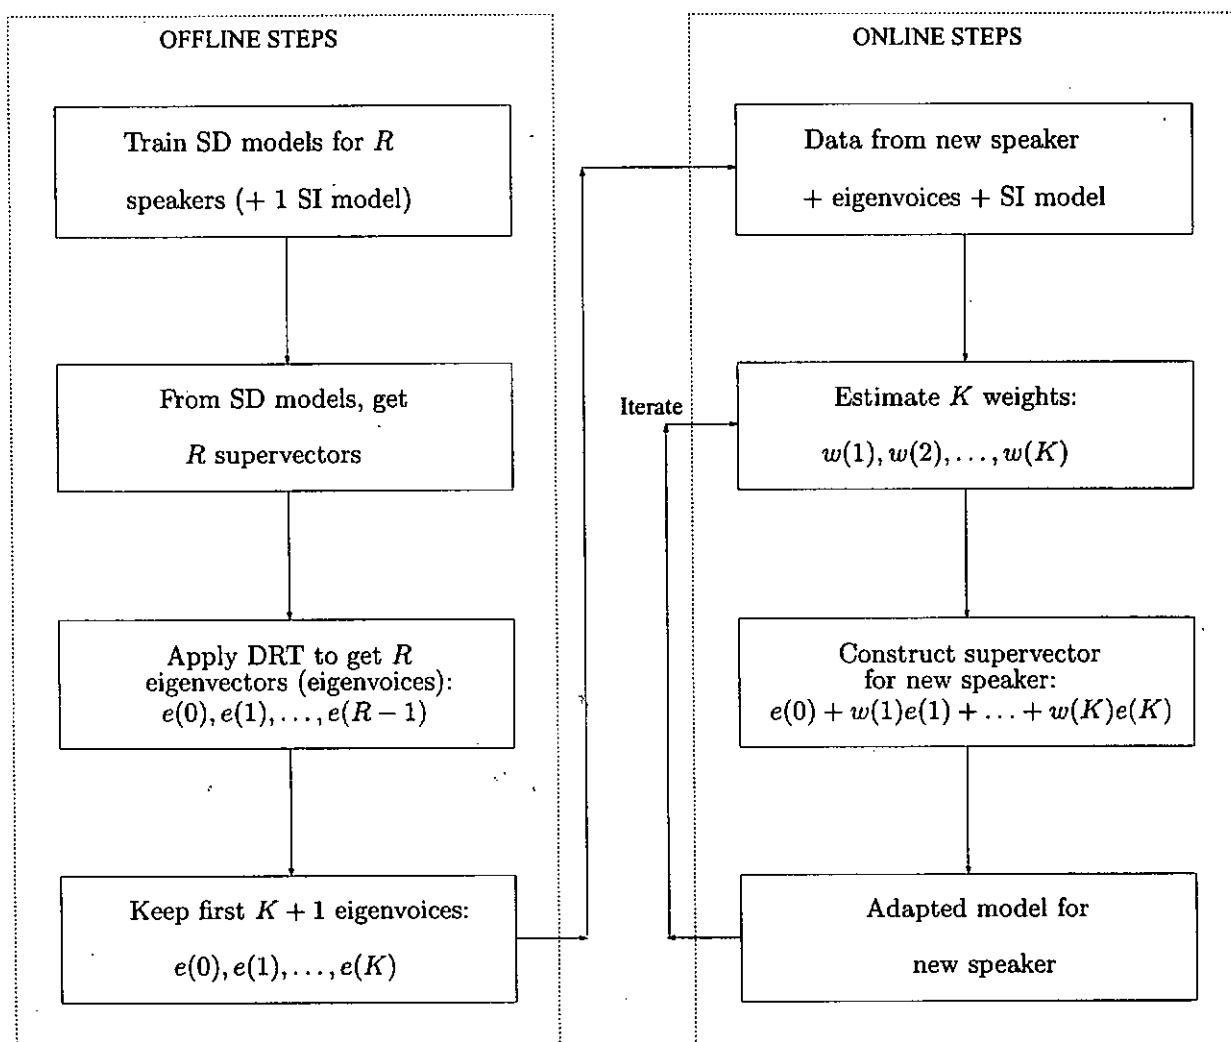 OFFLINE STEPS
Train SD models for R
speakers (+ 1 SI model)
From SD models, get
R supervectors
Apply DRT to get R
eigenvectors (eigenvoices):
e(0), e(1), . . . , e(R − 1)
Keep first K + 1 eigenvoices:
e(0), e(1), . . . , e(K)
ONLINE STEPS
Data from new speaker
+ eigenvoices + SI model
Iterate
Estimate K weights:
w(1), w(2), . . . , w(K)
Construct supervector
for new speaker:
e(0) + w(1)e(1) + . . . + w(K)e(K)
Adapted model for
new speaker